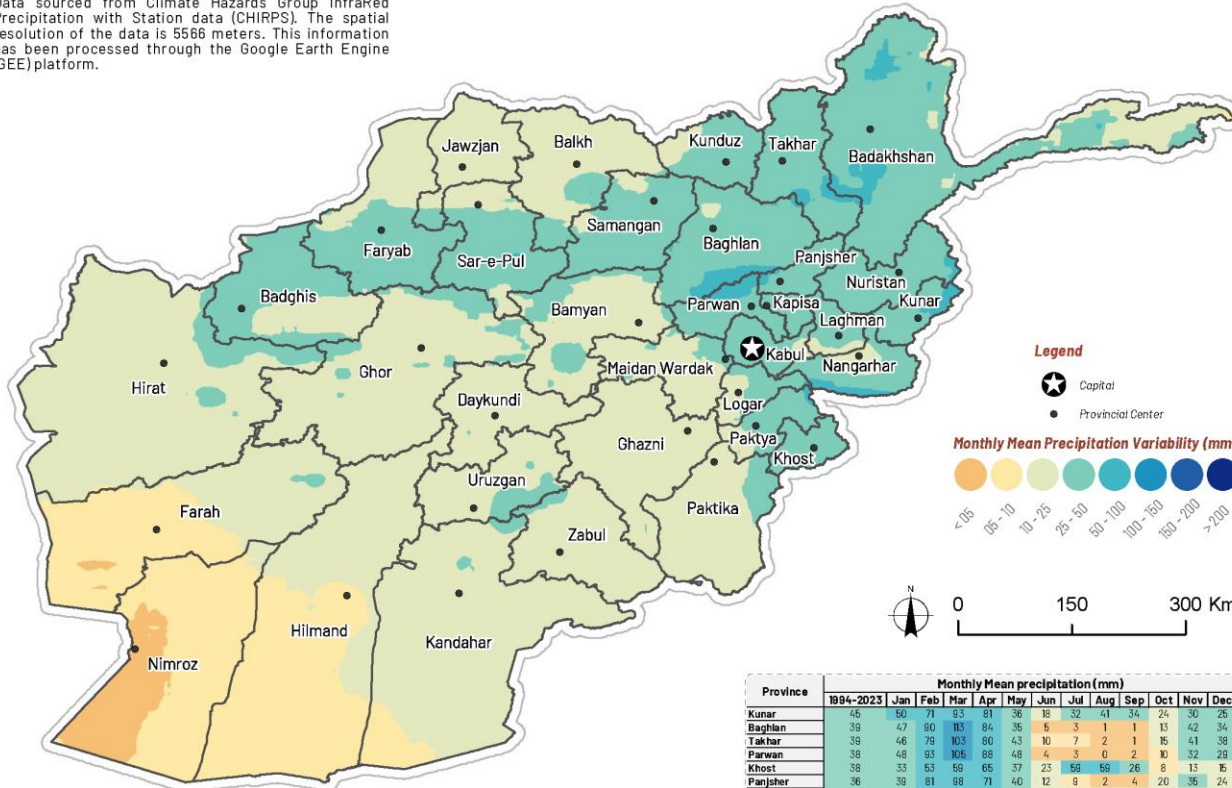 Data sourced from Climate Hazards Group InfraRed
Precipitation with Station data (CHIRPS). The spatial
resolution of the data is 5566 meters. This information
has been processed through the Google Earth Engine
(GEE) platform.
Jawzjan
Balkh
Kunduz
Takhar
Badakhshan
Samangan
Faryab
Sar-e-Pul
Baghlan
Panjsher
Nuristan
Badghis
Bamyan
Parwan
Kapisa
Kunar
Laghman
Hirat
Ghor
Maidan Wardak
Kabul
Nangarhar
Daykundi
Logar
Ghazni
Paktya
Khost
Uruzgan
Farah
Zabul
Paktika
Hilmand
Kandahar
Nimroz
Legend
Capital
Provincial Center
Monthly Mean Precipitation Variability (mm
< 05
05 - 10
10 - 25
25 - 50
50 - 100
100 - 150
150 - 200
> 200
N
0 150 300 Km
Province Monthly Mean precipitation (mm)
1994-2023 Jan Feb Mar Apr May Jun Jul Aug Sep Oct Nov Dec
Kunar 45 50 71 93 81 36 18 32 41 34 24 30 25
Baghlan 39 47 90 113 84 35 5 3 1 1 13 42 34
Takhar 39 46 79 103 80 43 10 7 2 1 15 41 38
Parwan 38 48 93 105 88 48 4 3 0 2 10 32 29
Khost 38 33 53 59 65 37 23 59 59 26 8 13 15
Panjsher 36 39 81 98 71 40 12 9 2 4 20 35 24